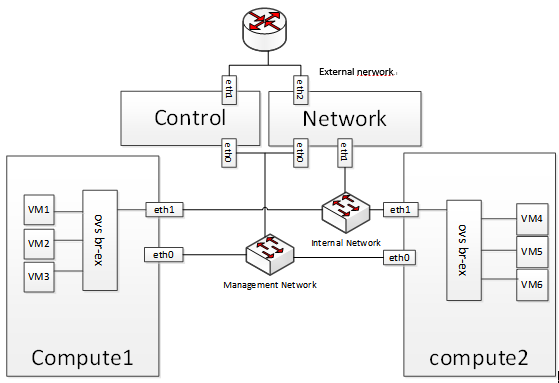 External nerwork.
eth1
eth2
Control
Network
eth0
eth0
eth1
VM1
VM2
VM3
ovs br-ex
eth1
eth0
Internal Network
Management Network
eth1
eth0
ovs br-ex
VM4
VM5
VM6
Compute1
compute2